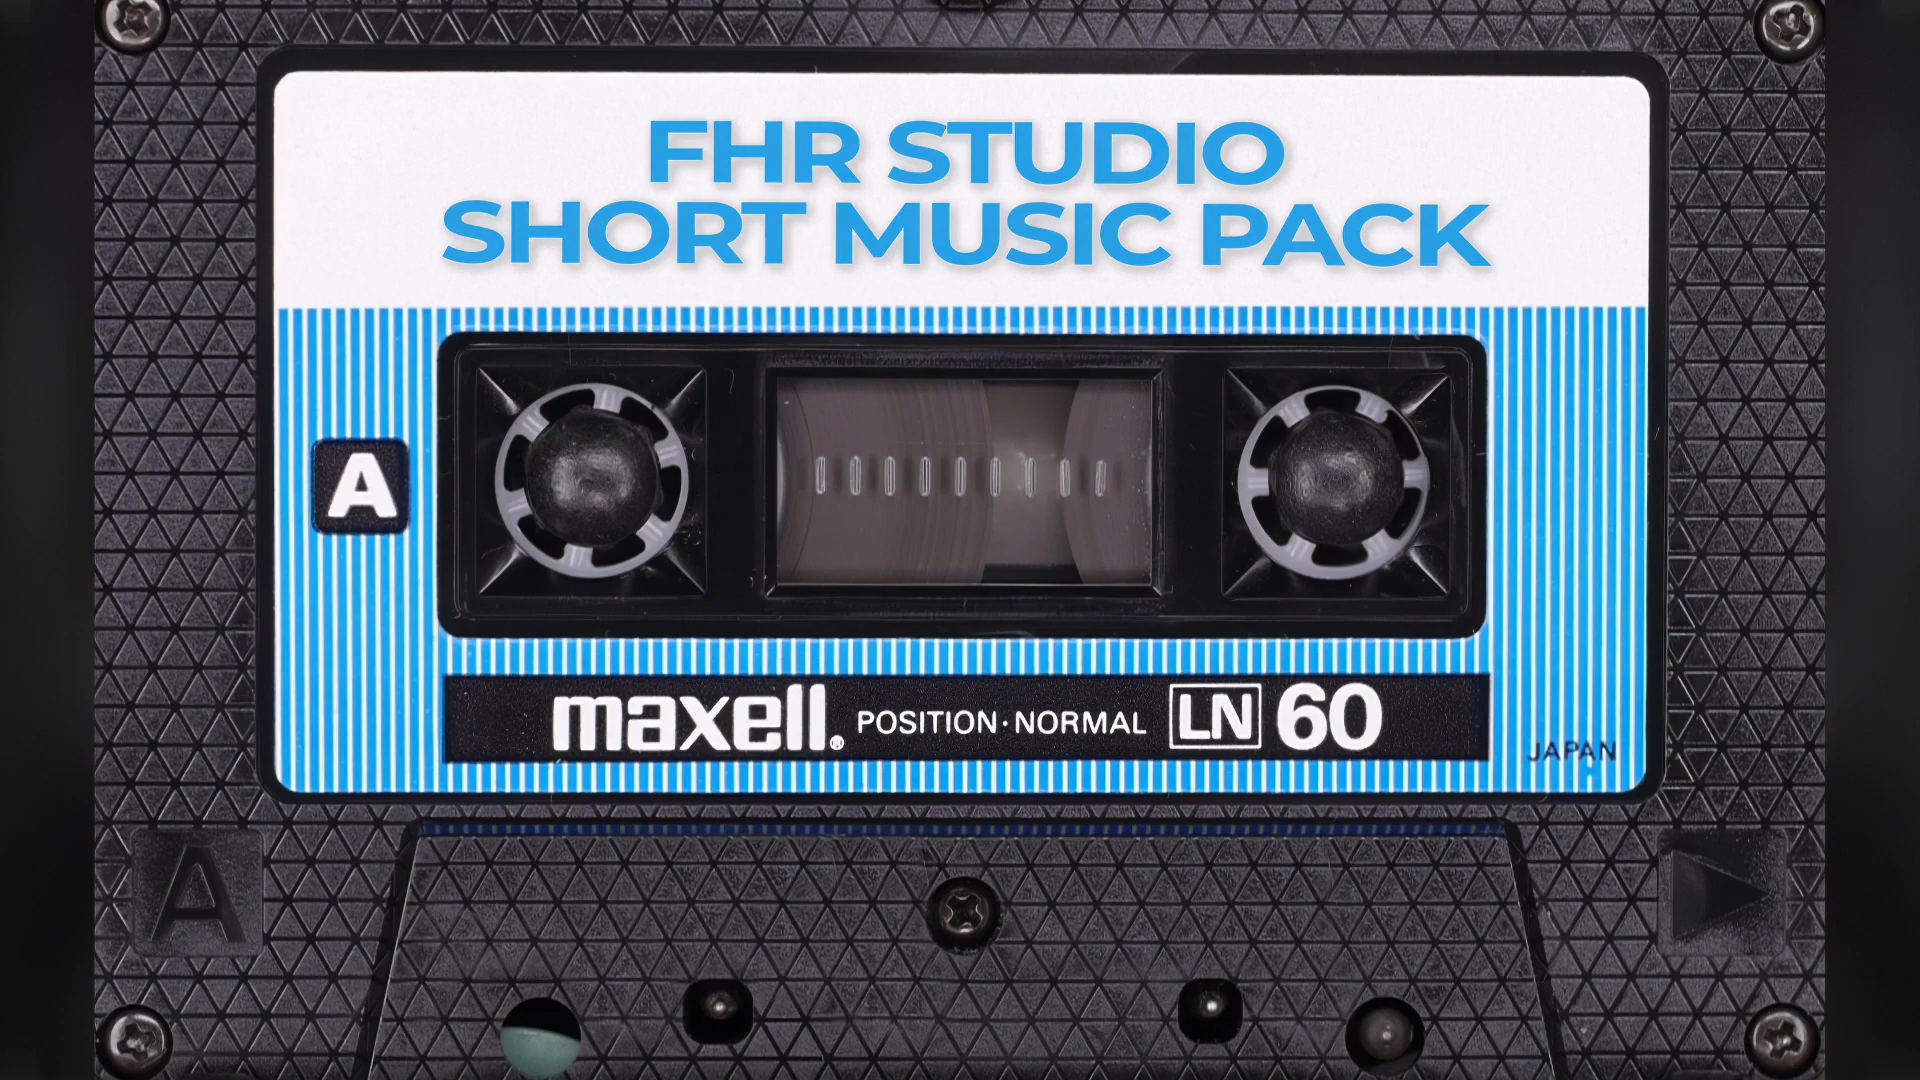 FHR STUDIO
SHORT MUSIC PACK
A
maxell® POSITION·NORMAL LN 60
JAPAN
A